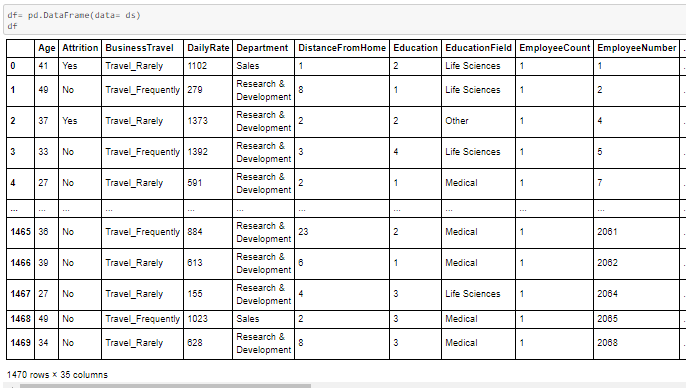 df= pd.DataFrame(data= ds)
df
Age Attrition BusinessTravel DailyRate Department DistanceFromHome Education EducationField EmployeeCount EmployeeNumber .
0 41 Yes Travel_Rarely 1102 Sales 1 2 Life Sciences 1 1 .
1 49 No Travel_Frequently 279 Research & Development 8 1 Life Sciences 1 2 .
2 37 Yes Travel_Rarely 1373 Research & Development 2 2 Other 1 4 .
3 33 No Travel_Frequently 1392 Research & Development 3 4 Life Sciences 1 5 .
4 27 No Travel_Rarely 591 Research & Development 2 1 Medical 1 7 .
... ... ... ... ... ... ... ... ... ... ... .
1465 36 No Travel_Frequently 884 Research & Development 23 2 Medical 1 2061 .
1466 39 No Travel_Rarely 613 Research & Development 6 1 Medical 1 2062 .
1467 27 No Travel_Rarely 155 Research & Development 4 3 Life Sciences 1 2064 .
1468 49 No Travel_Frequently 1023 Sales 2 3 Medical 1 2065 .
1469 34 No Travel_Rarely 628 Research & Development 8 3 Medical 1 2068 .
1470 rows × 35 columns